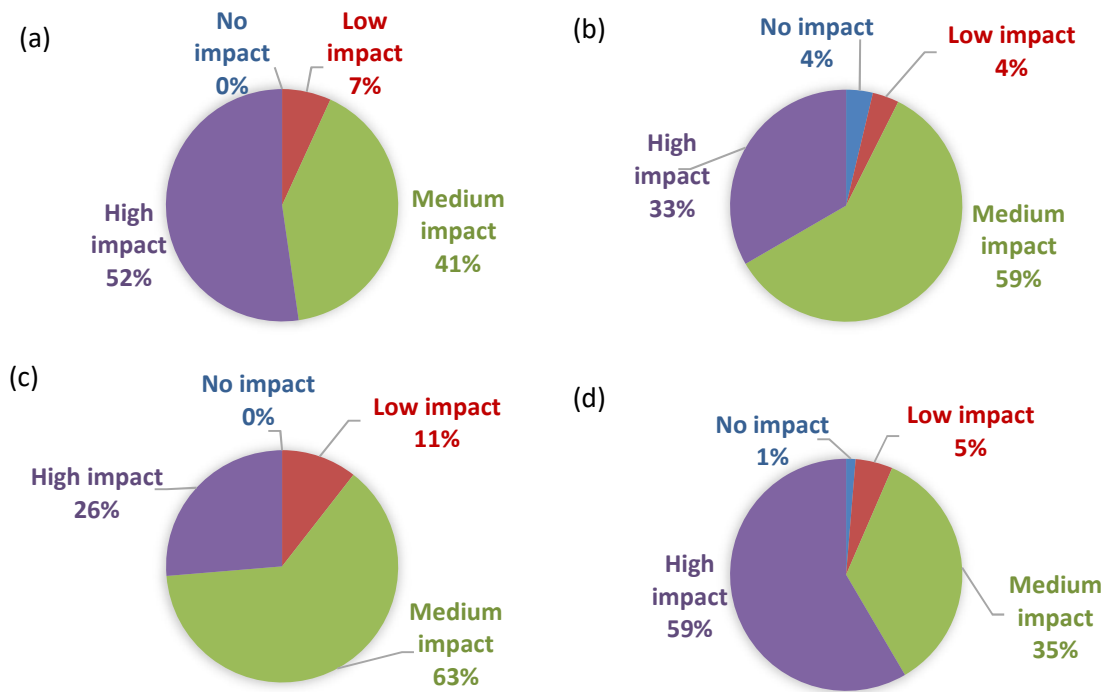 (a)
No
impact
0%
Low
impact
7%
Medium
impact
41%
High
impact
52%
(b)
No impact
4%
Low impact
4%
High
impact
33%
Medium
impact
59%
(c)
No impact
0%
Low impact
11%
High impact
26%
Medium
impact
63%
(d)
No impact
1%
Low impact
5%
High
impact
59%
Medium
impact
35%